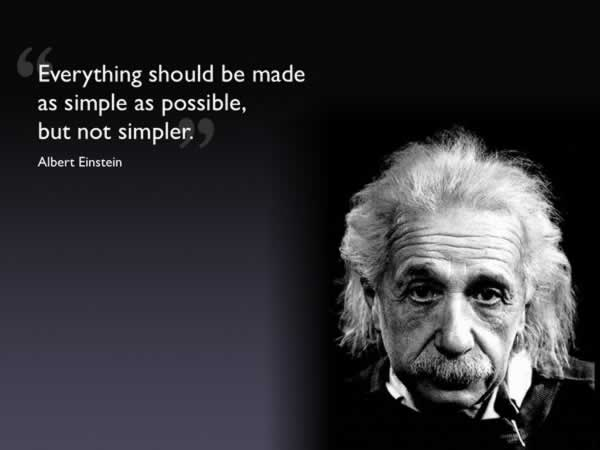 “Everything should be made
as simple as possible,
but not simpler.”
Albert Einstein